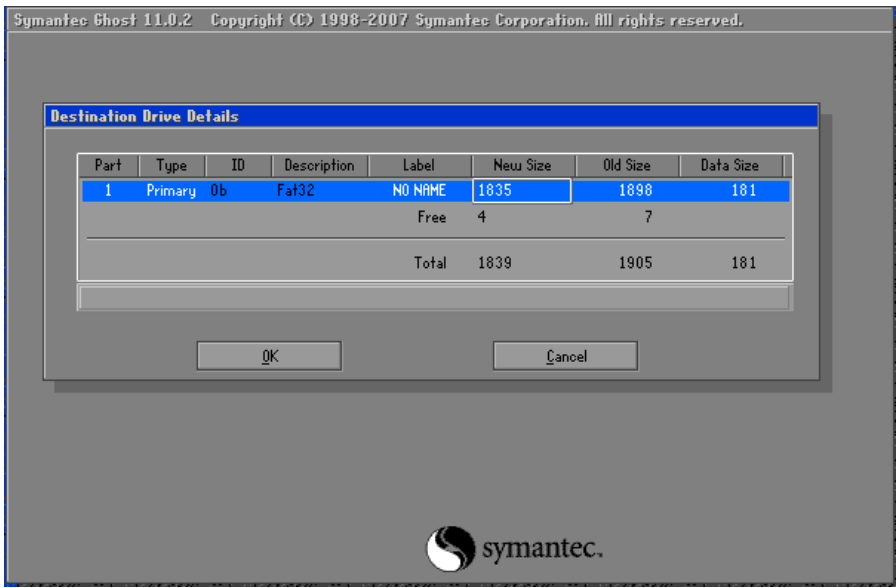 Symantec Ghost 11.0.2 Copyright (C) 1998-2007 Symantec Corporation. All rights reserved.
Destination Drive Details
Part Type ID Description Label New Size Old Size Data Size
1 Primary 0b Fat32 NO NAME 1835 1898 181
Free 4 7
Total 1839 1905 181
OK Cancel
symantec.